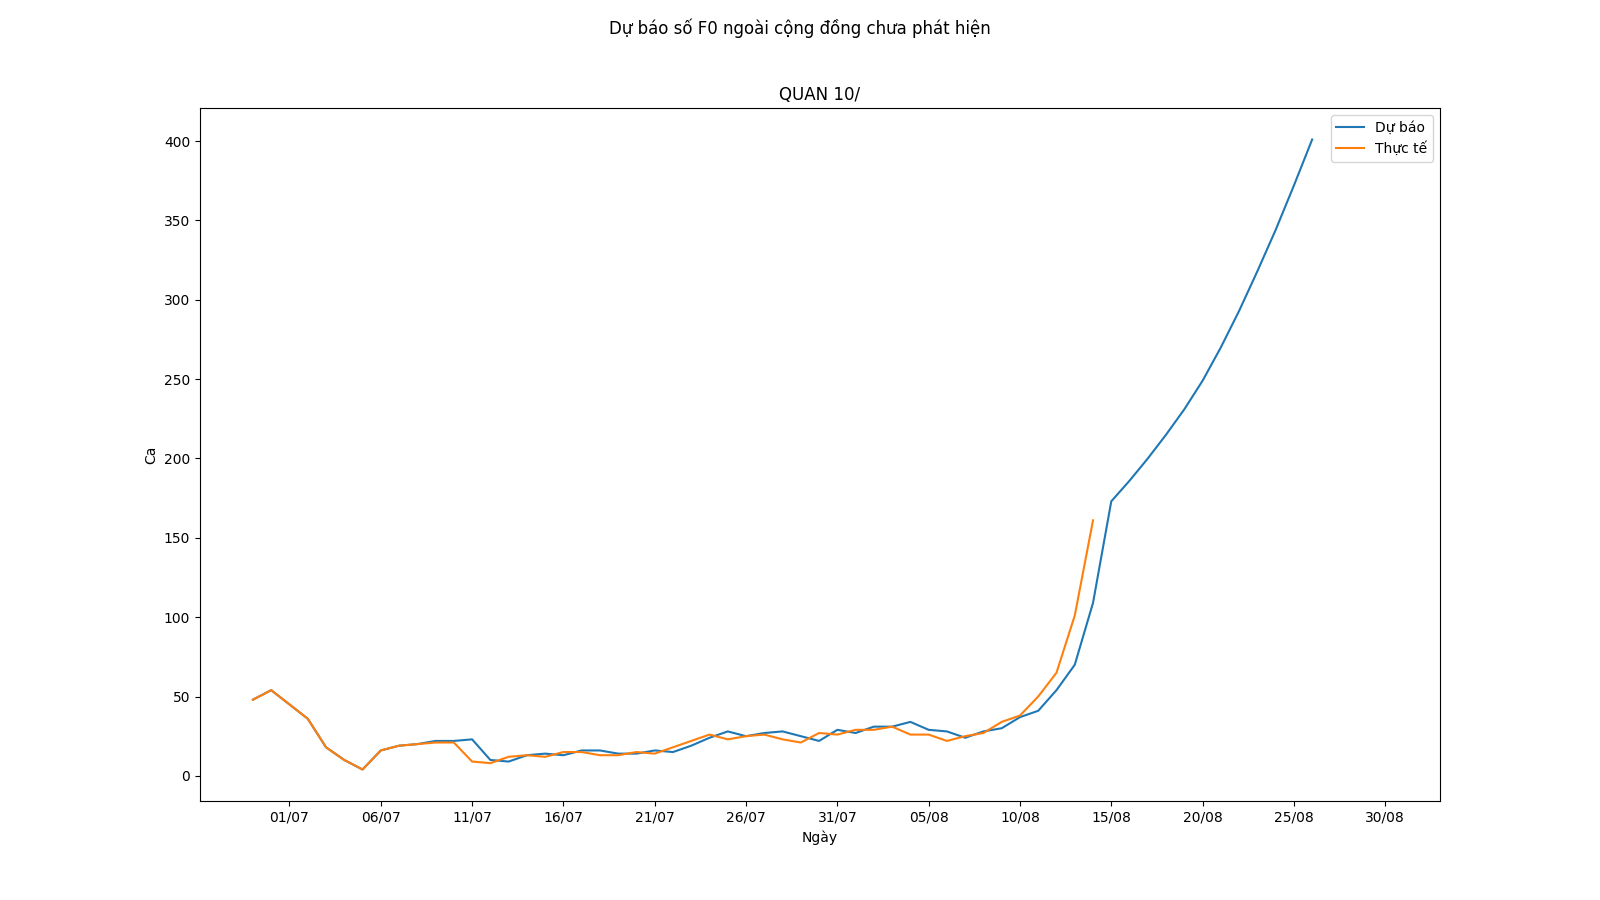 Dự báo số F0 ngoài cộng đồng chưa phát hiện
QUAN 10/
Dự báo
Thực tế
400
350
300
250
200
150
100
50
0
Ca
01/07 06/07 11/07 16/07 21/07 26/07 31/07 05/08 10/08 15/08 20/08 25/08 30/08
Ngày